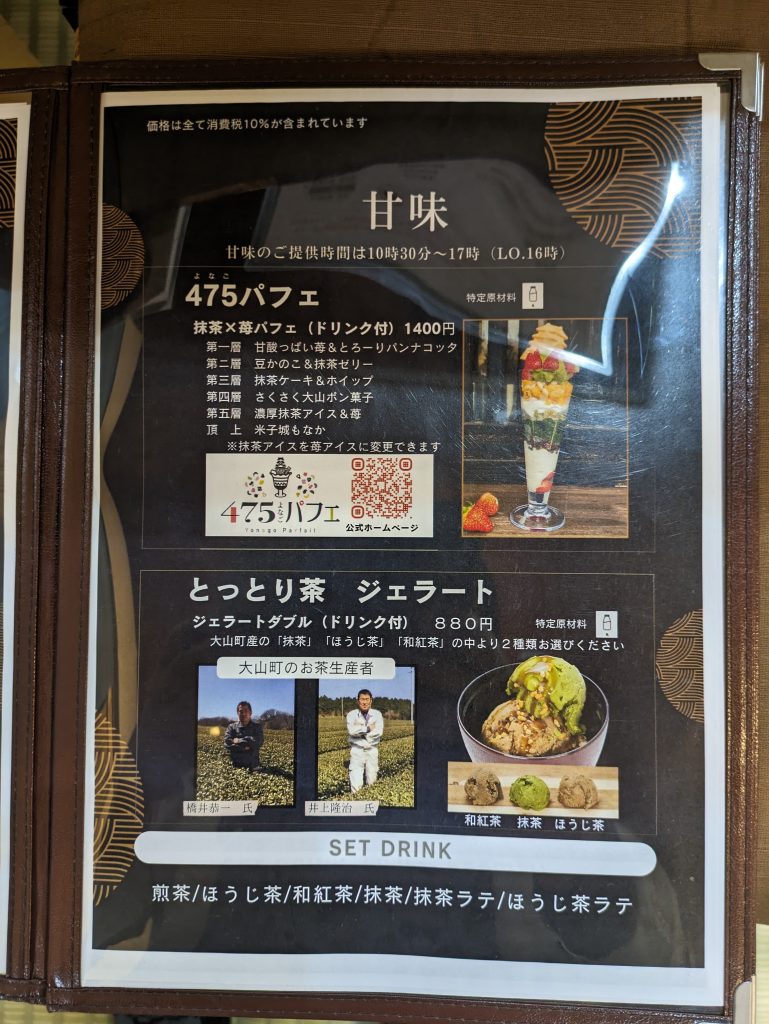 価格は全て消費税10%が含まれています
甘味
甘味のご提供時間は10時30分～17時（LO.16時）
よなこ
475パフェ
特定原材料
抹茶×苺パフェ（ドリンク付）1400円
第一層　甘酸っぱい苺＆とろーりパンナコッタ
第二層　豆かのこ＆抹茶ゼリー
第三層　抹茶ケーキ＆ホイップ
第四層　さくさく大山ポン菓子
第五層　濃厚抹茶アイス＆苺
頂　上　米子城もなか
※抹茶アイスを苺アイスに変更できます
475よなごパフェ
Yonago Parfait
公式ホームページ
とっとり茶　ジェラート
ジェラートダブル（ドリンク付）　880円
特定原材料
大山町産の「抹茶」「ほうじ茶」「和紅茶」の中より２種類お選びください
大山町のお茶生産者
橋井恭一　氏
井上隆治　氏
和紅茶　抹茶　ほうじ茶
SET DRINK
煎茶/ほうじ茶/和紅茶/抹茶/抹茶ラテ/ほうじ茶ラテ